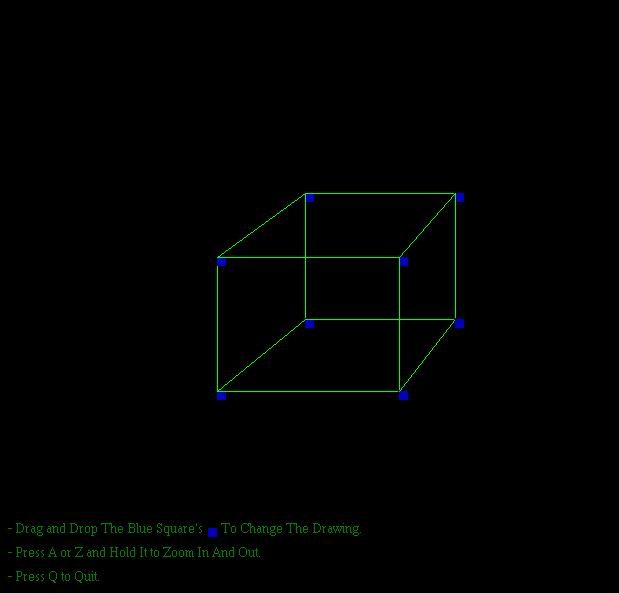 - Drag and Drop The Blue Square's To Change The Drawing.
- Press A or Z and Hold It to Zoom In And Out.
- Press Q to Quit.